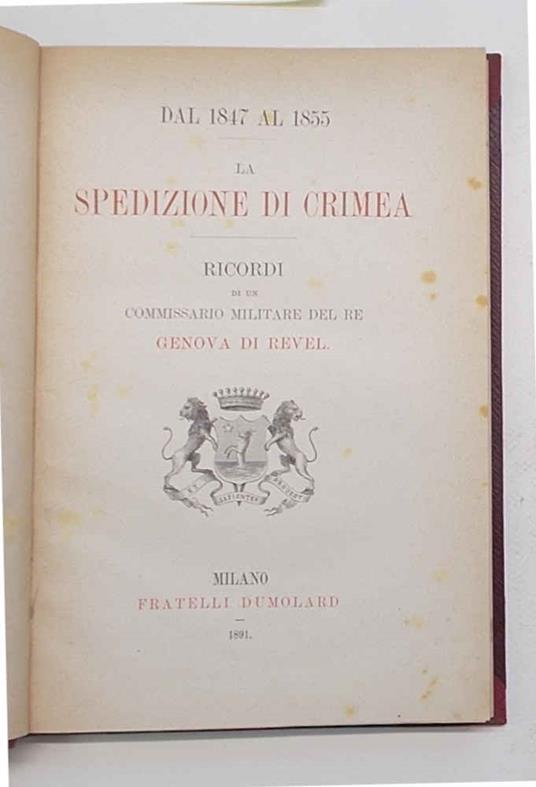 DAL 1847 AL 1855
LA
SPEDIZIONE DI CRIMEA
RICORDI
DI UN
COMMISSARIO MILITARE DEL RE
GENOVA DI REVEL.
SAPIENTER
MILANO
FRATELLI DUMOLARD
1891.